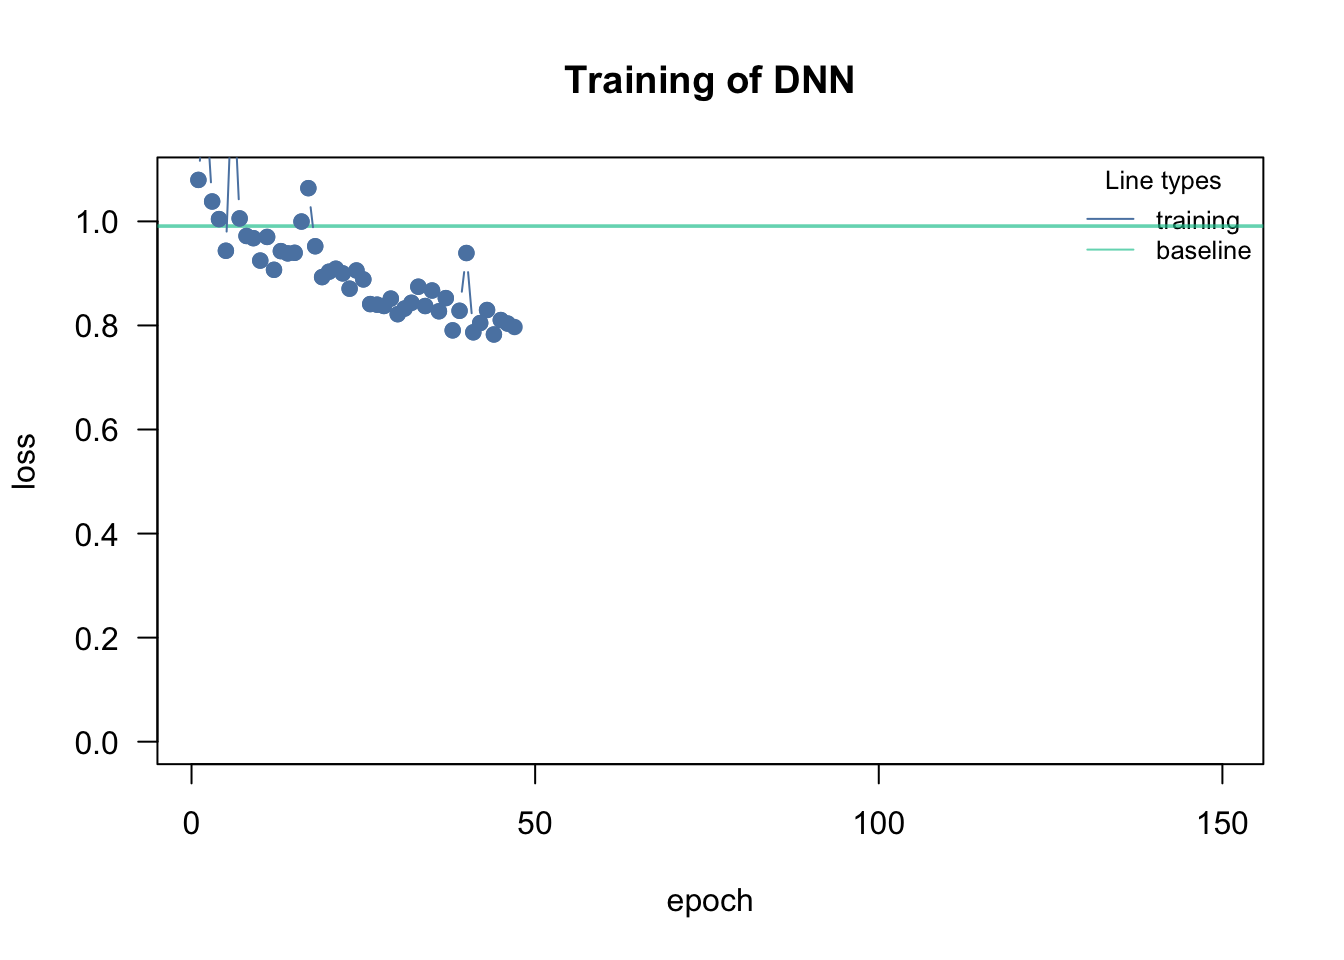 Training of DNN
Line types
training
baseline
1.0
0.8
0.6
0.4
0.2
0.0
loss
0 50 100 150
epoch